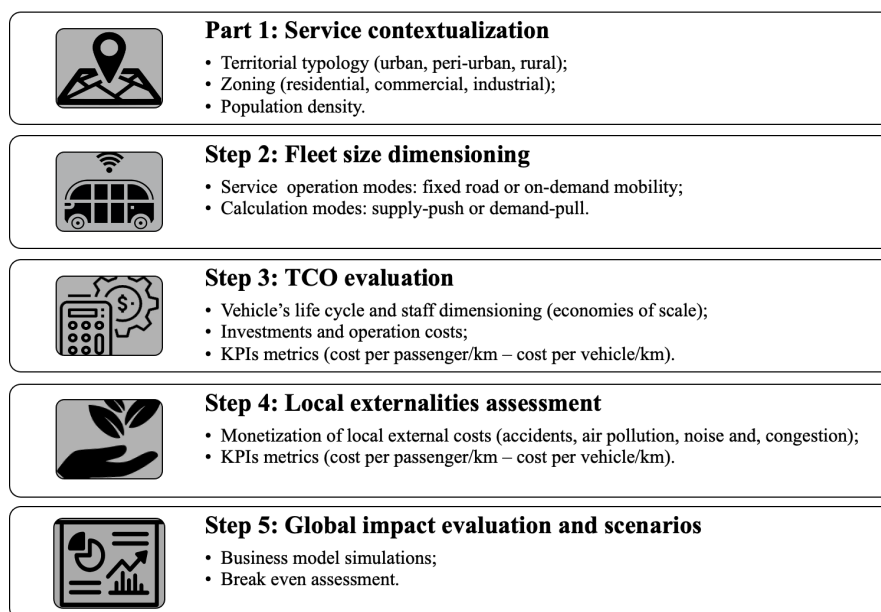 Part 1: Service contextualization
• Territorial typology (urban, peri-urban, rural);
• Zoning (residential, commercial, industrial);
• Population density.
Step 2: Fleet size dimensioning
• Service operation modes: fixed road or on-demand mobility;
• Calculation modes: supply-push or demand-pull.
Step 3: TCO evaluation
• Vehicle’s life cycle and staff dimensioning (economies of scale);
• Investments and operation costs;
• KPIs metrics (cost per passenger/km – cost per vehicle/km).
$
Step 4: Local externalities assessment
• Monetization of local external costs (accidents, air pollution, noise and, congestion);
• KPIs metrics (cost per passenger/km – cost per vehicle/km).
Step 5: Global impact evaluation and scenarios
• Business model simulations;
• Break even assessment.